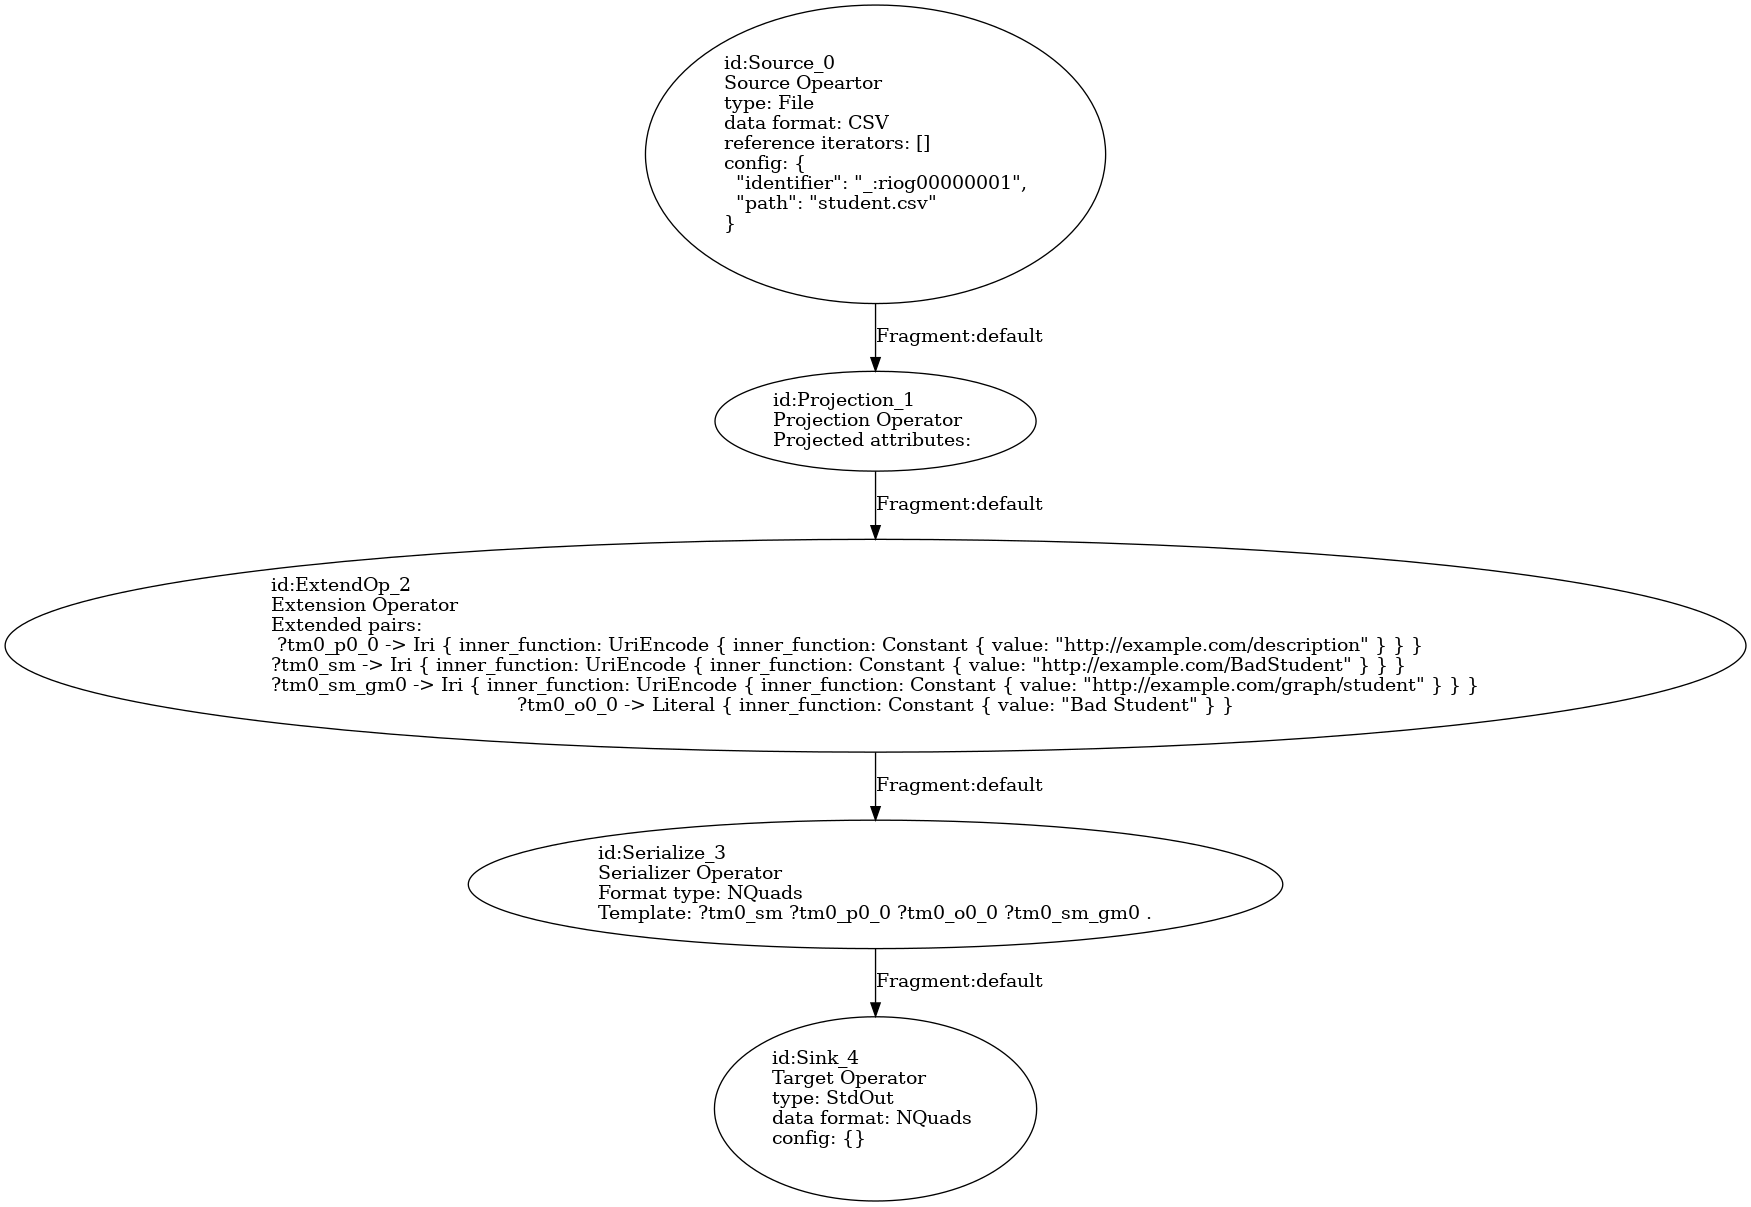 id:Source_0
Source Opeartor
type: File
data format: CSV
reference iterators: []
config: {
  "identifier": "_:riog00000001",
  "path": "student.csv"
}
Fragment:default
id:Projection_1
Projection Operator
Projected attributes:
Fragment:default
id:ExtendOp_2
Extension Operator
Extended pairs:
 ?tm0_p0_0 -> Iri { inner_function: UriEncode { inner_function: Constant { value: "http://example.com/description" } } }
?tm0_sm -> Iri { inner_function: UriEncode { inner_function: Constant { value: "http://example.com/BadStudent" } } }
?tm0_sm_gm0 -> Iri { inner_function: UriEncode { inner_function: Constant { value: "http://example.com/graph/student" } } }
?tm0_o0_0 -> Literal { inner_function: Constant { value: "Bad Student" } }
Fragment:default
id:Serialize_3
Serializer Operator
Format type: NQuads
Template: ?tm0_sm ?tm0_p0_0 ?tm0_o0_0 ?tm0_sm_gm0 .
Fragment:default
id:Sink_4
Target Operator
type: StdOut
data format: NQuads
config: {}